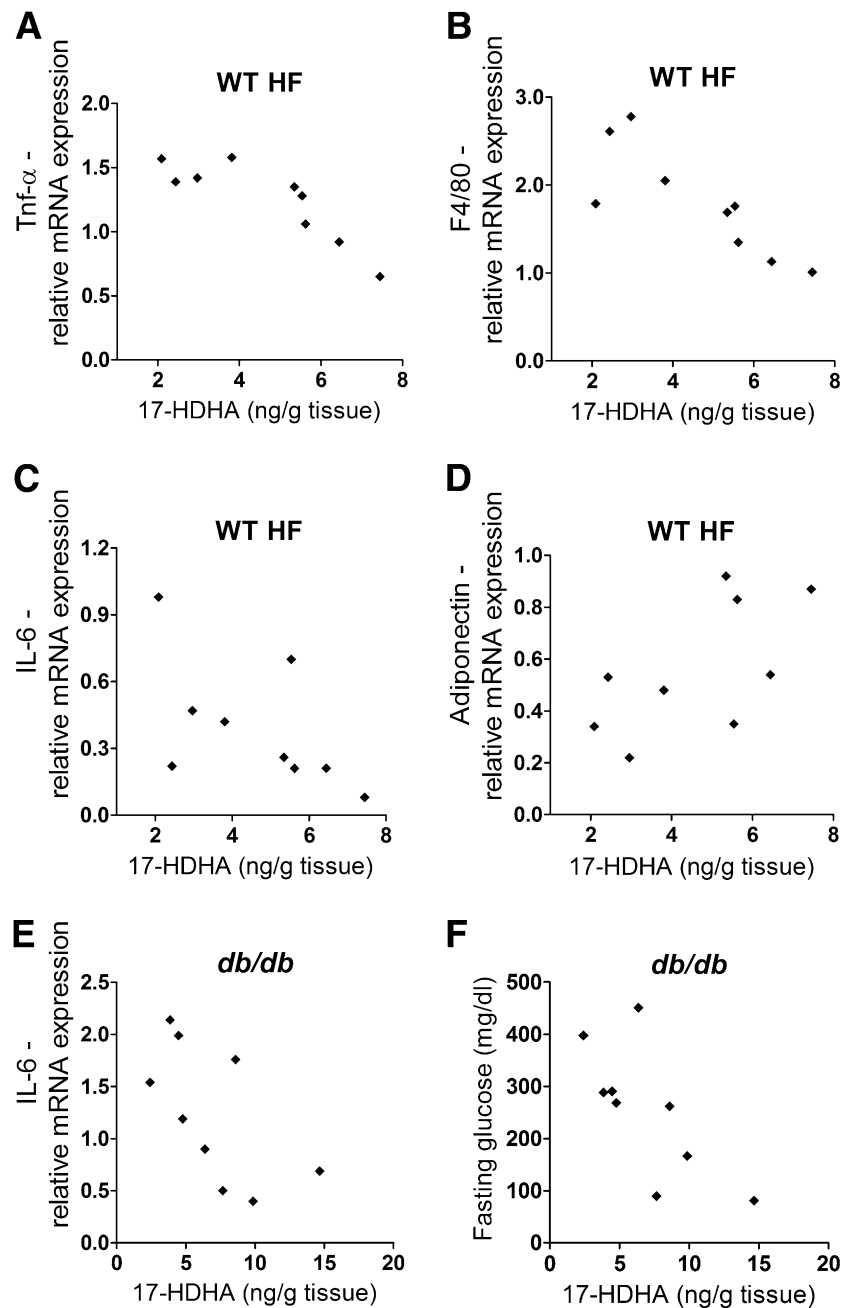 A
WT HF
Tnf-α -
relative mRNA expression
2.0
1.5
1.0
0.5
0.0
2 4 6 8
17-HDHA (ng/g tissue)
B
WT HF
F4/80 -
relative mRNA expression
3.0
2.0
1.0
0.0
2 4 6 8
17-HDHA (ng/g tissue)
C
WT HF
IL-6 -
relative mRNA expression
1.2
0.9
0.6
0.3
0.0
2 4 6 8
17-HDHA (ng/g tissue)
D
WT HF
Adiponectin -
relative mRNA expression
1.0
0.8
0.6
0.4
0.2
0.0
2 4 6 8
17-HDHA (ng/g tissue)
E
db/db
IL-6 -
relative mRNA expression
2.5
2.0
1.5
1.0
0.5
0.0
0 5 10 15 20
17-HDHA (ng/g tissue)
F
db/db
Fasting glucose (mg/dl)
500
400
300
200
100
0
0 5 10 15 20
17-HDHA (ng/g tissue)